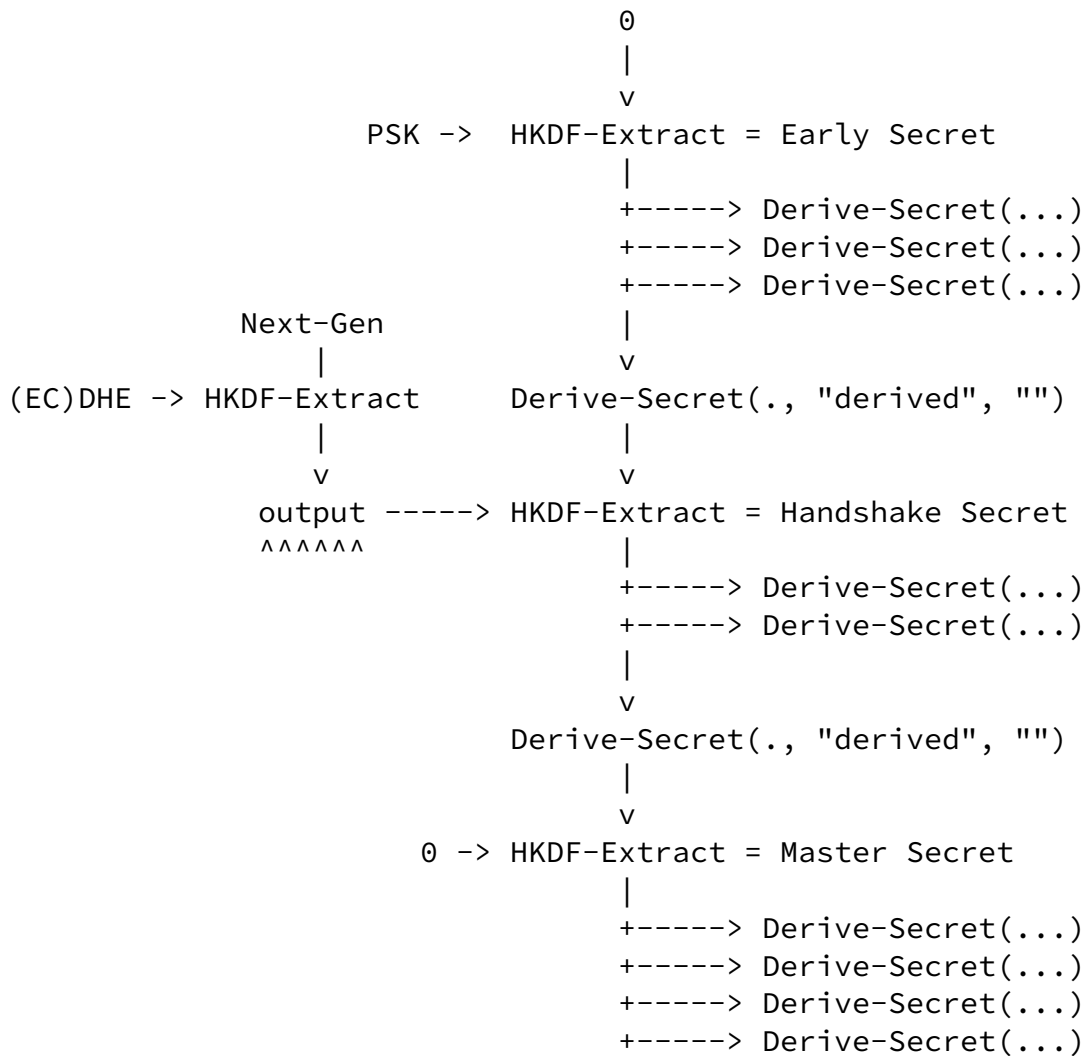 0
|
v
PSK ->  HKDF-Extract = Early Secret
|
+-----> Derive-Secret(...)
+-----> Derive-Secret(...)
+-----> Derive-Secret(...)
Next-Gen            |
|              v
(EC)DHE -> HKDF-Extract    Derive-Secret(., "derived", "")
|              |
v              v
output -----> HKDF-Extract = Handshake Secret
^^^^^^              |
+-----> Derive-Secret(...)
+-----> Derive-Secret(...)
|
v
Derive-Secret(., "derived", "")
|
v
0 -> HKDF-Extract = Master Secret
|
+-----> Derive-Secret(...)
+-----> Derive-Secret(...)
+-----> Derive-Secret(...)
+-----> Derive-Secret(...)